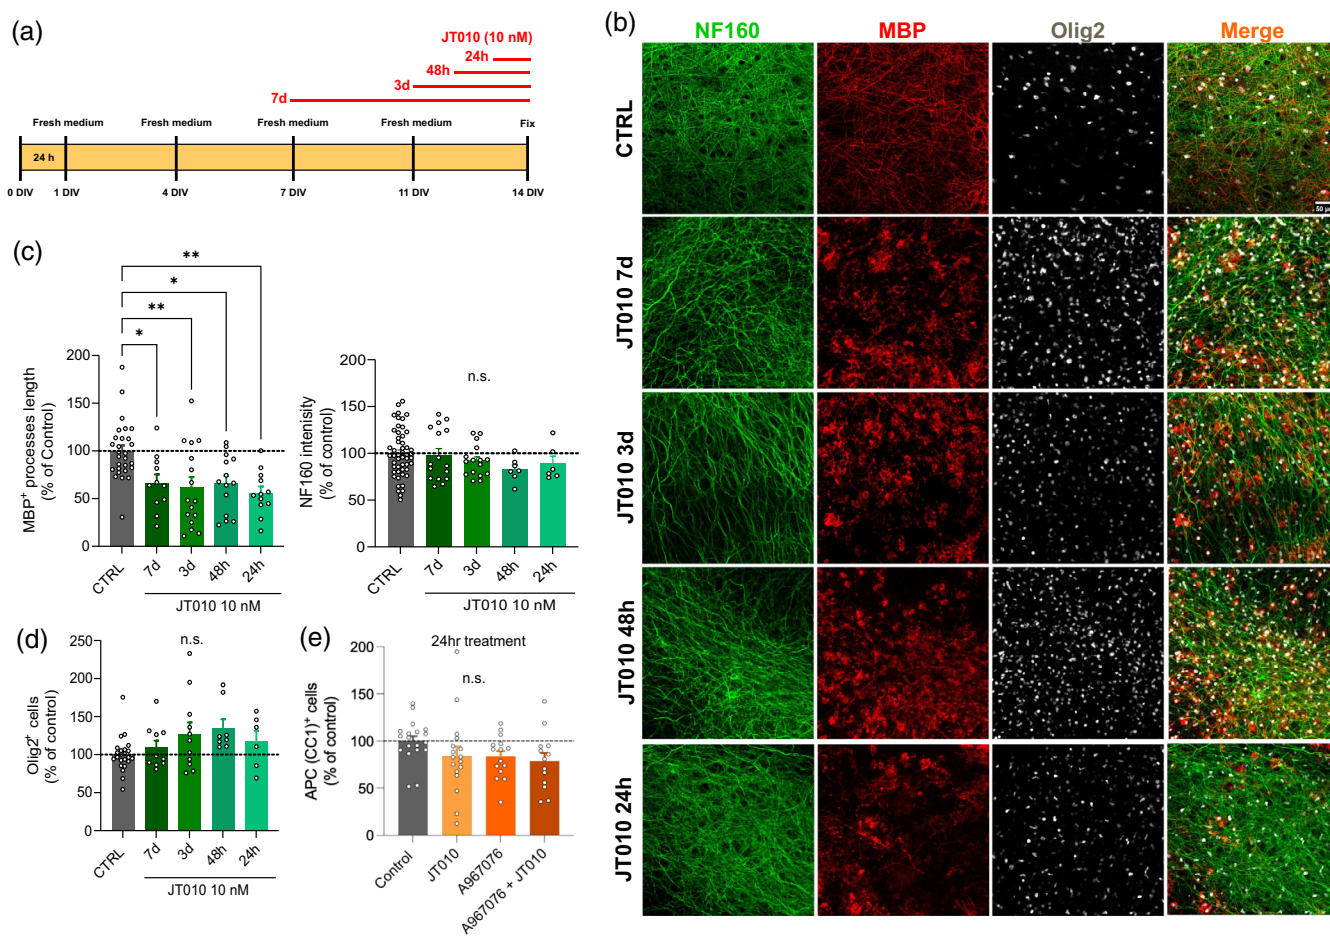 (a)
JT010 (10 nM)
24h
48h
3d
7d
Fresh medium Fresh medium Fresh medium Fresh medium Fix
24 h
0 DIV 1 DIV 4 DIV 7 DIV 11 DIV 14 DIV
(b)
NF160 MBP Olig2 Merge
CTRL
50 µm
JT010 7d
JT010 3d
JT010 48h
JT010 24h
(c)
**
*
**
*
MBP+ processes length
(% of Control)
200
150
100
50
0
CTRL 7d 3d 48h 24h
JT010 10 nM
NF160 intensity
(% of control)
n.s.
200
150
100
50
0
CTRL 7d 3d 48h 24h
JT010 10 nM
(d)
n.s.
Olig2+ cells
(% of control)
250
200
150
100
50
0
CTRL 7d 3d 48h 24h
JT010 10 nM
(e)
24hr treatment
n.s.
APC (CC1)+ cells
(% of control)
200
150
100
50
0
Control JT010 A967076 A967076 + JT010